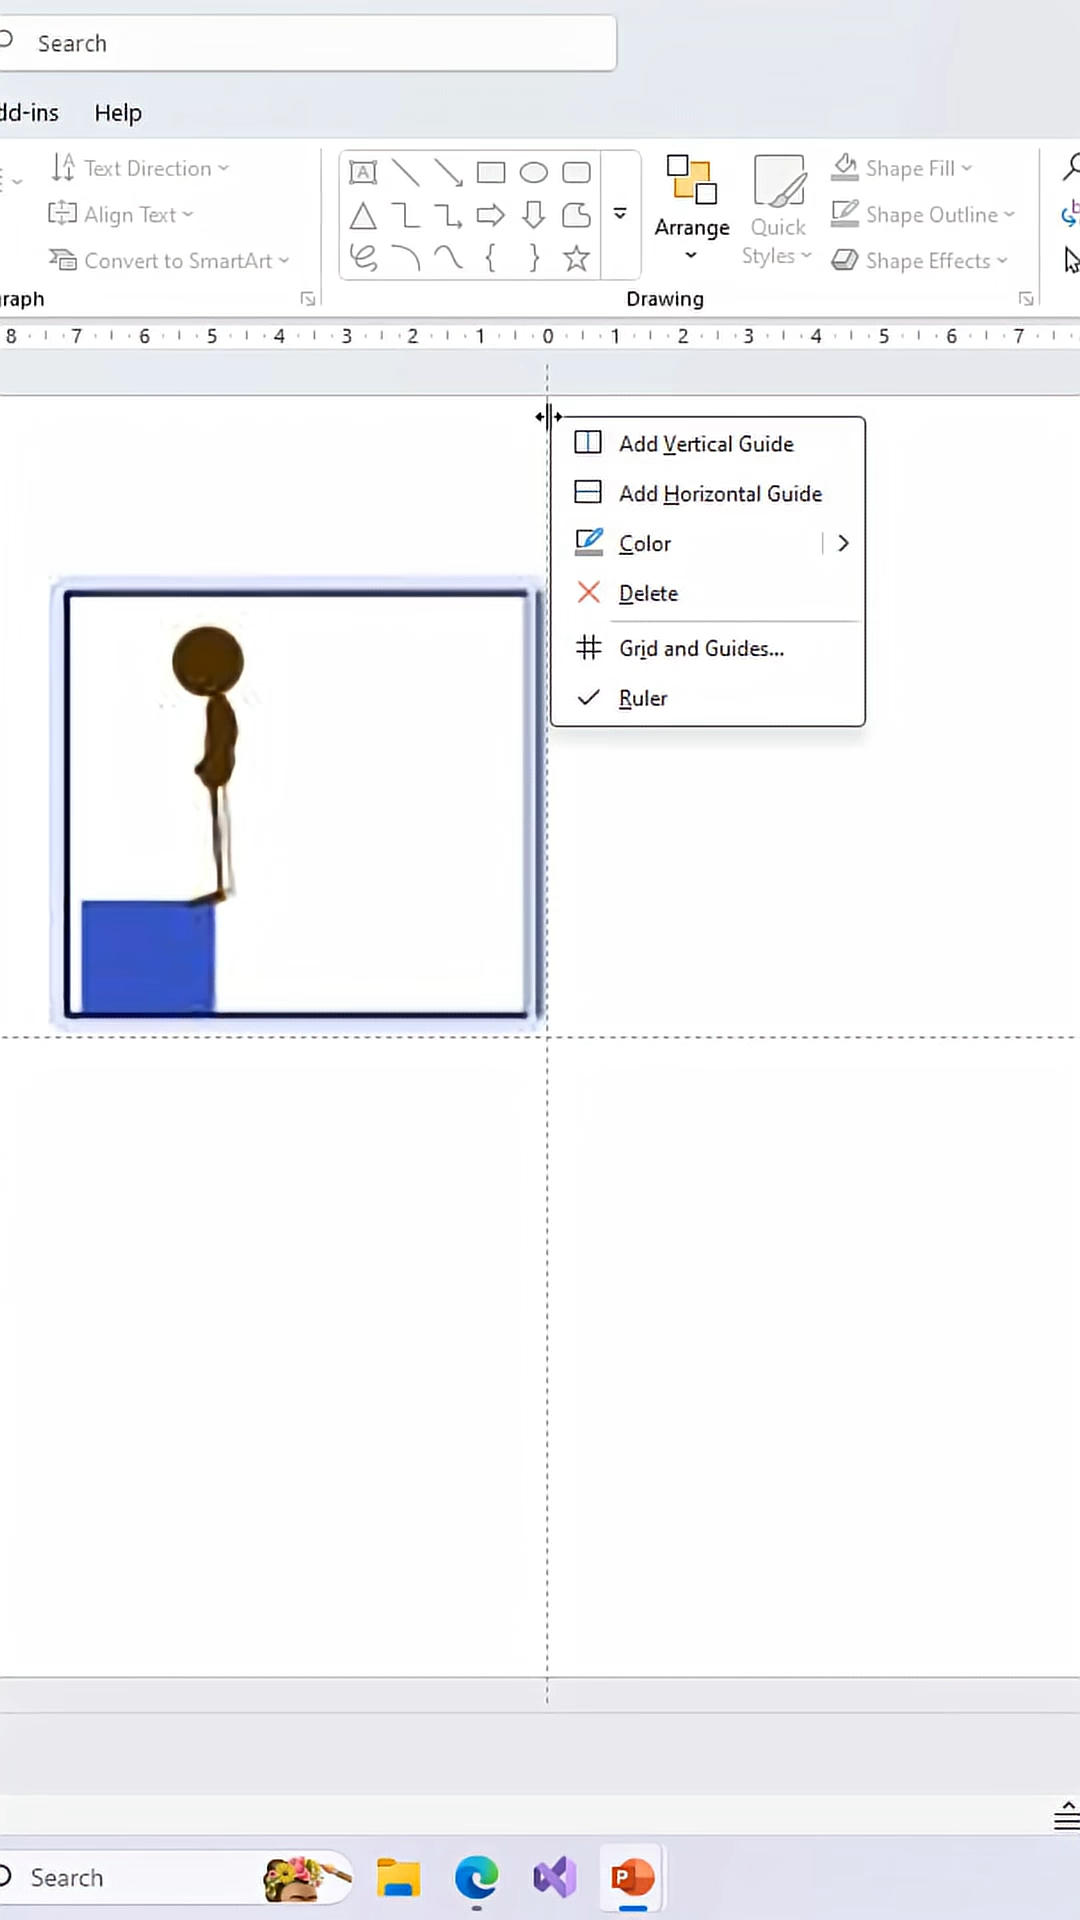 Search
dd-ins Help
Text Direction
Align Text
Convert to SmartArt
raph
A
A
Arrange
Quick
Styles
Shape Fill
Shape Outline
Shape Effects
Drawing
8 7 6 5 4 3 2 1 0 1 2 3 4 5 6 7
Add Vertical Guide
Add Horizontal Guide
Color
Delete
Grid and Guides...
Ruler
Search
P